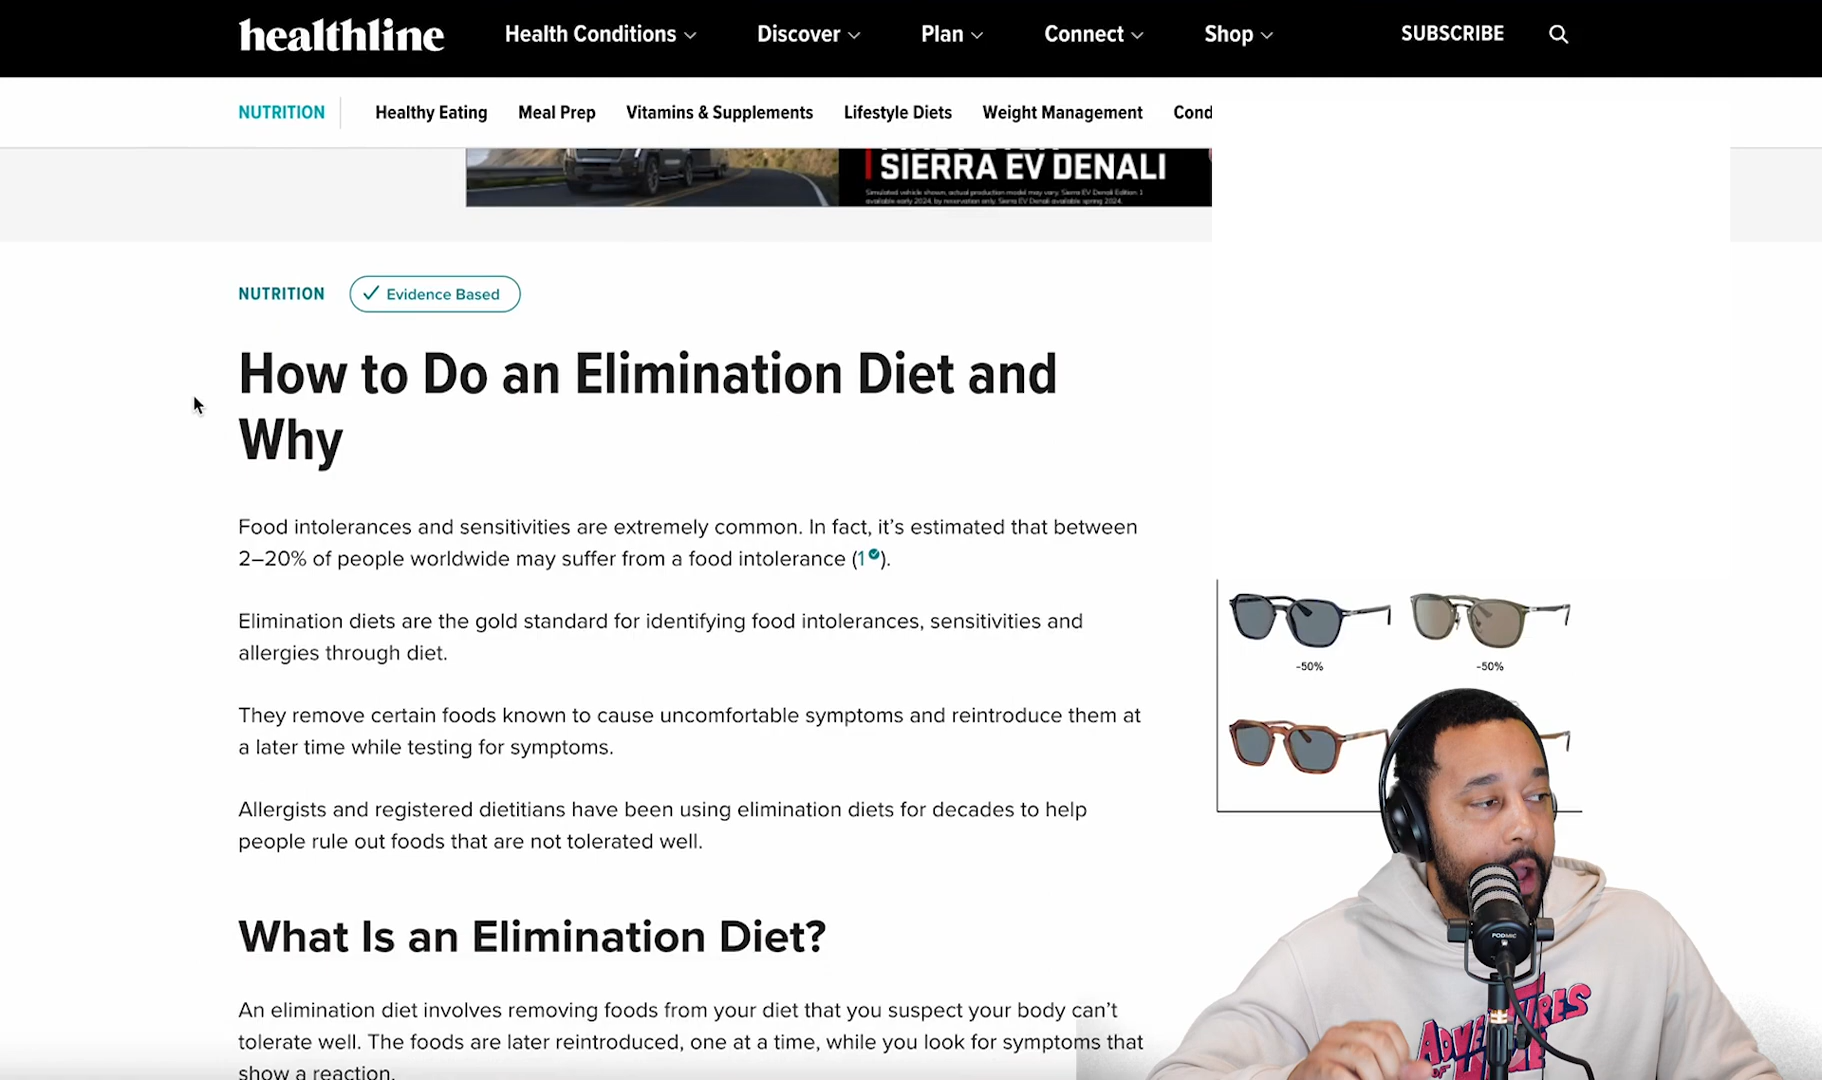 healthline
Health Conditions
Discover
Plan
Connect
Shop
SUBSCRIBE
NUTRITION
Healthy Eating
Meal Prep
Vitamins & Supplements
Lifestyle Diets
Weight Management
Cond
SIERRA EV DENALI
Simulated vehicle shown, actual production model may vary. Sierra EV Denali Edition 1
available early 2024, by reservation only. Sierra EV Denali available spring 2024.
NUTRITION
Evidence Based
How to Do an Elimination Diet and
Why
Food intolerances and sensitivities are extremely common. In fact, it’s estimated that between
2–20% of people worldwide may suffer from a food intolerance (1).
Elimination diets are the gold standard for identifying food intolerances, sensitivities and
allergies through diet.
They remove certain foods known to cause uncomfortable symptoms and reintroduce them at
a later time while testing for symptoms.
Allergists and registered dietitians have been using elimination diets for decades to help
people rule out foods that are not tolerated well.
What Is an Elimination Diet?
An elimination diet involves removing foods from your diet that you suspect your body can’t
tolerate well. The foods are later reintroduced, one at a time, while you look for symptoms that
show a reaction.
-50%
-50%
PODMIC